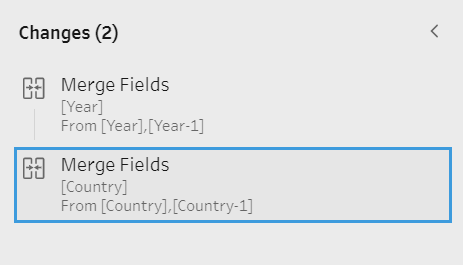 Changes (2)
Merge Fields
[Year]
From [Year],[Year-1]
Merge Fields
[Country]
From [Country],[Country-1]